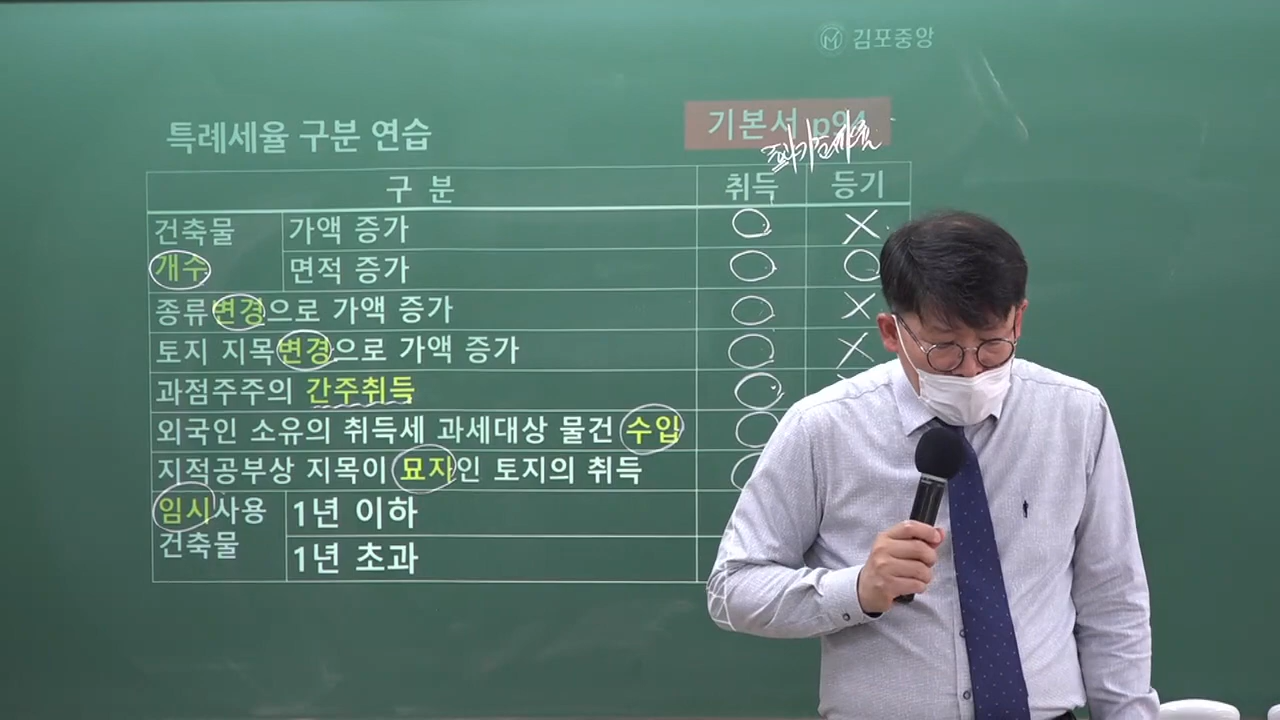 김포중앙
특례세율 구분 연습
기본서 p94
구 분 취득 등기
건축물 가액 증가 ○ ×
개수 면적 증가 ○ ○
종류변경으로 가액 증가 ○ ×
토지 지목변경으로 가액 증가 ○ ×
과점주주의 간주취득 ○
외국인 소유의 취득세 과세대상 물건 수입 ○
지적공부상 지목이 묘자인 토지의 취득
임시사용 1년 이하
건축물 1년 초과